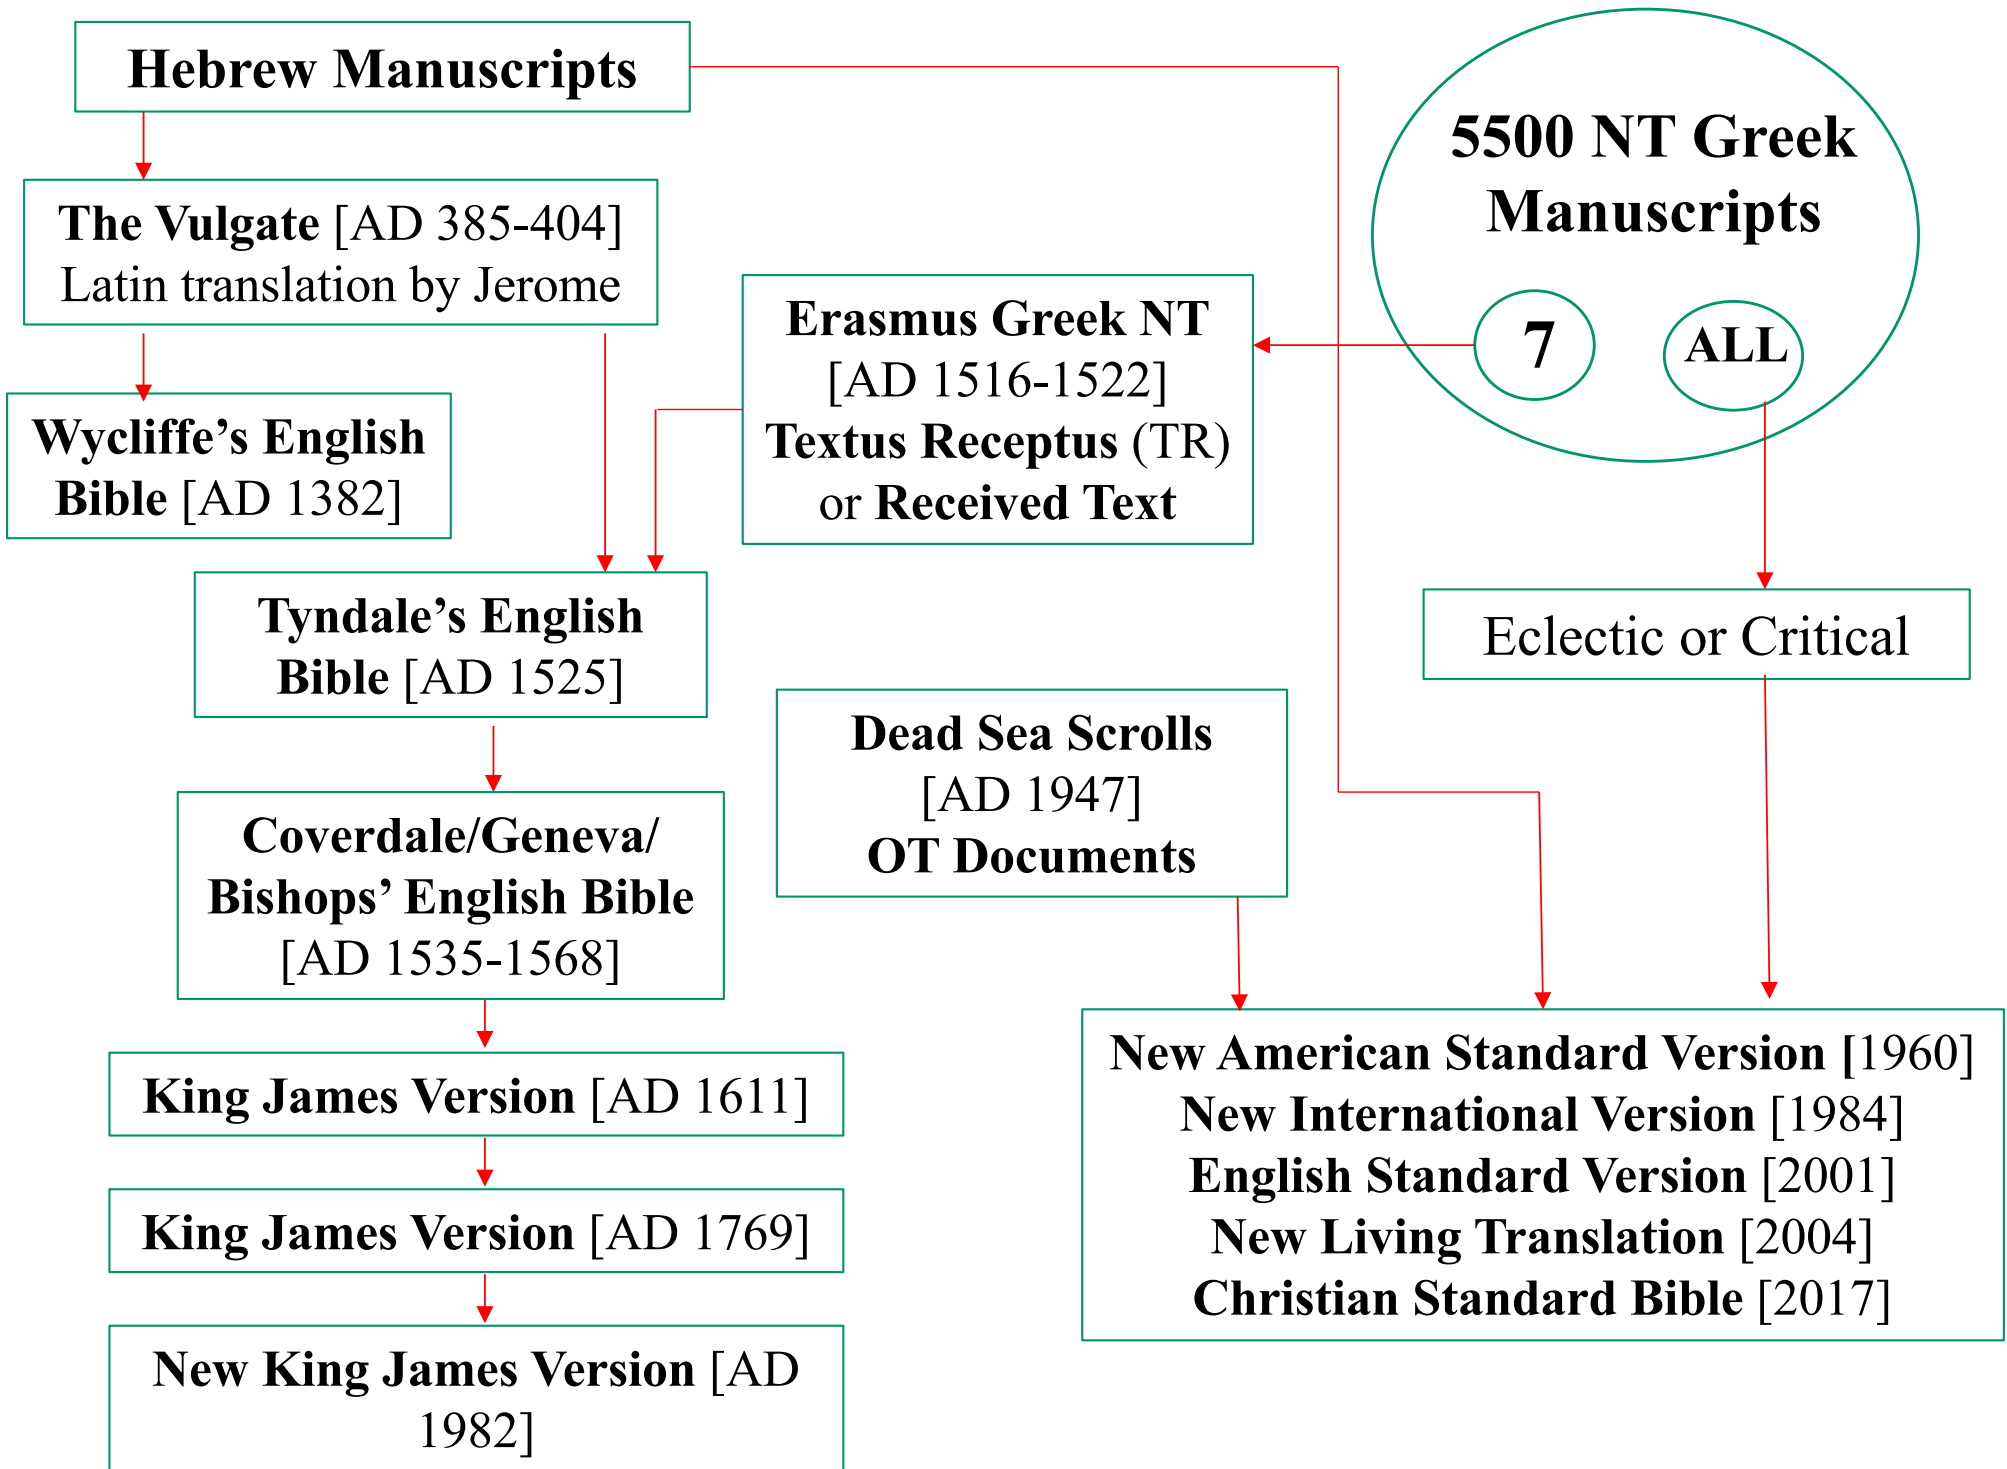 Hebrew Manuscripts
5500 NT Greek
Manuscripts
7
ALL
The Vulgate [AD 385-404]
Latin translation by Jerome
Erasmus Greek NT
[AD 1516-1522]
Textus Receptus (TR)
or Received Text
Wycliffe’s English
Bible [AD 1382]
Tyndale’s English
Bible [AD 1525]
Eclectic or Critical
Dead Sea Scrolls
[AD 1947]
OT Documents
Coverdale/Geneva/
Bishops’ English Bible
[AD 1535-1568]
King James Version [AD 1611]
King James Version [AD 1769]
New King James Version [AD
1982]
New American Standard Version [1960]
New International Version [1984]
English Standard Version [2001]
New Living Translation [2004]
Christian Standard Bible [2017]